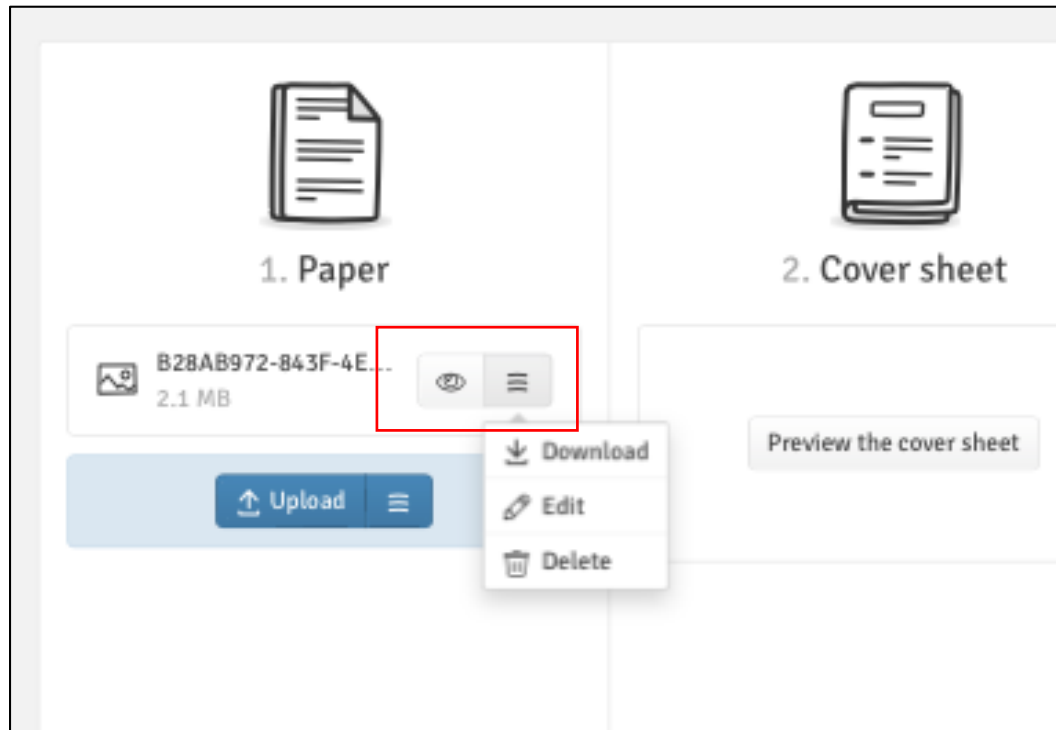 1. Paper
B28AB972-843F-4E...
2.1 MB
Upload
Download
Edit
Delete
2. Cover sheet
Preview the cover sheet